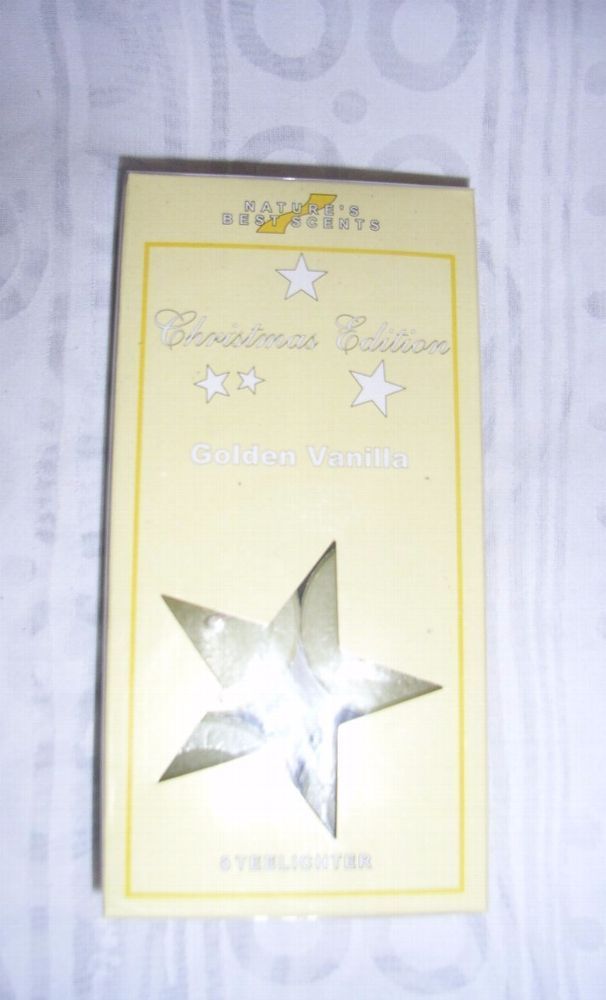 NATURE'S
BEST SCENTS
Christmas Edition
Golden Vanilla
6 TEELICHTER